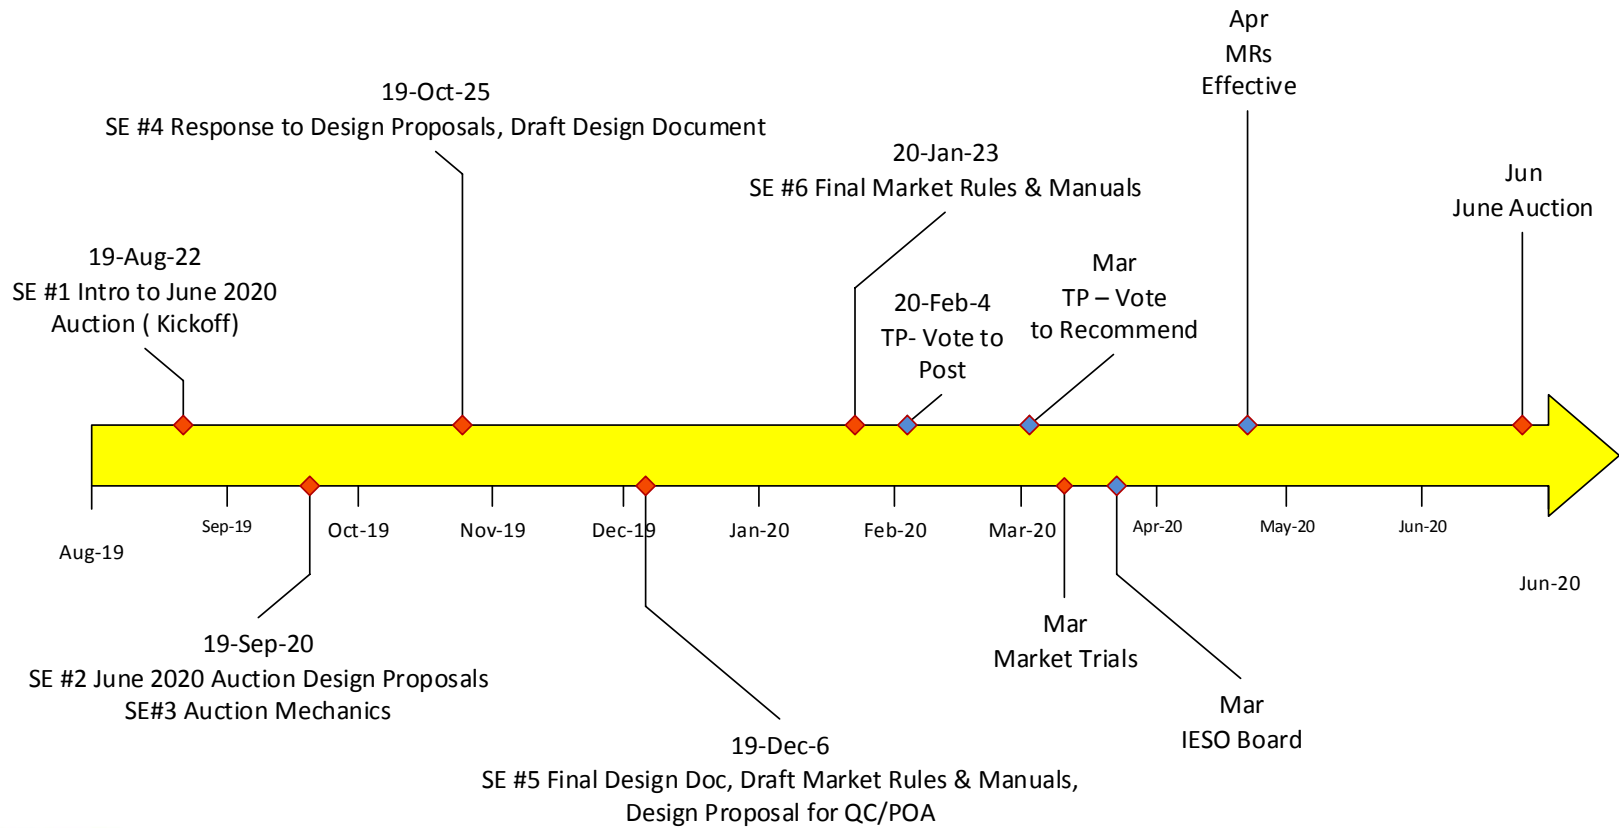 Apr
MRs
Effective
19-Oct-25
SE #4 Response to Design Proposals, Draft Design Document
20-Jan-23
SE #6 Final Market Rules & Manuals
Jun
June Auction
19-Aug-22
SE #1 Intro to June 2020
Auction ( Kickoff)
20-Feb-4
TP- Vote to
Post
Mar
TP – Vote
to Recommend
Aug-19
Sep-19
Oct-19
Nov-19
Dec-19
Jan-20
Feb-20
Mar-20
Apr-20
May-20
Jun-20
Jun-20
19-Sep-20
SE #2 June 2020 Auction Design Proposals
SE#3 Auction Mechanics
19-Dec-6
SE #5 Final Design Doc, Draft Market Rules & Manuals,
Design Proposal for QC/POA
Mar
Market Trials
Mar
IESO Board